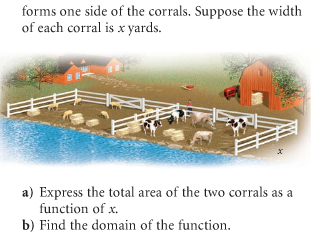 forms one side of the corrals. Suppose the width
of each corral is x yards.
x
a) Express the total area of the two corrals as a
function of x.
b) Find the domain of the function.